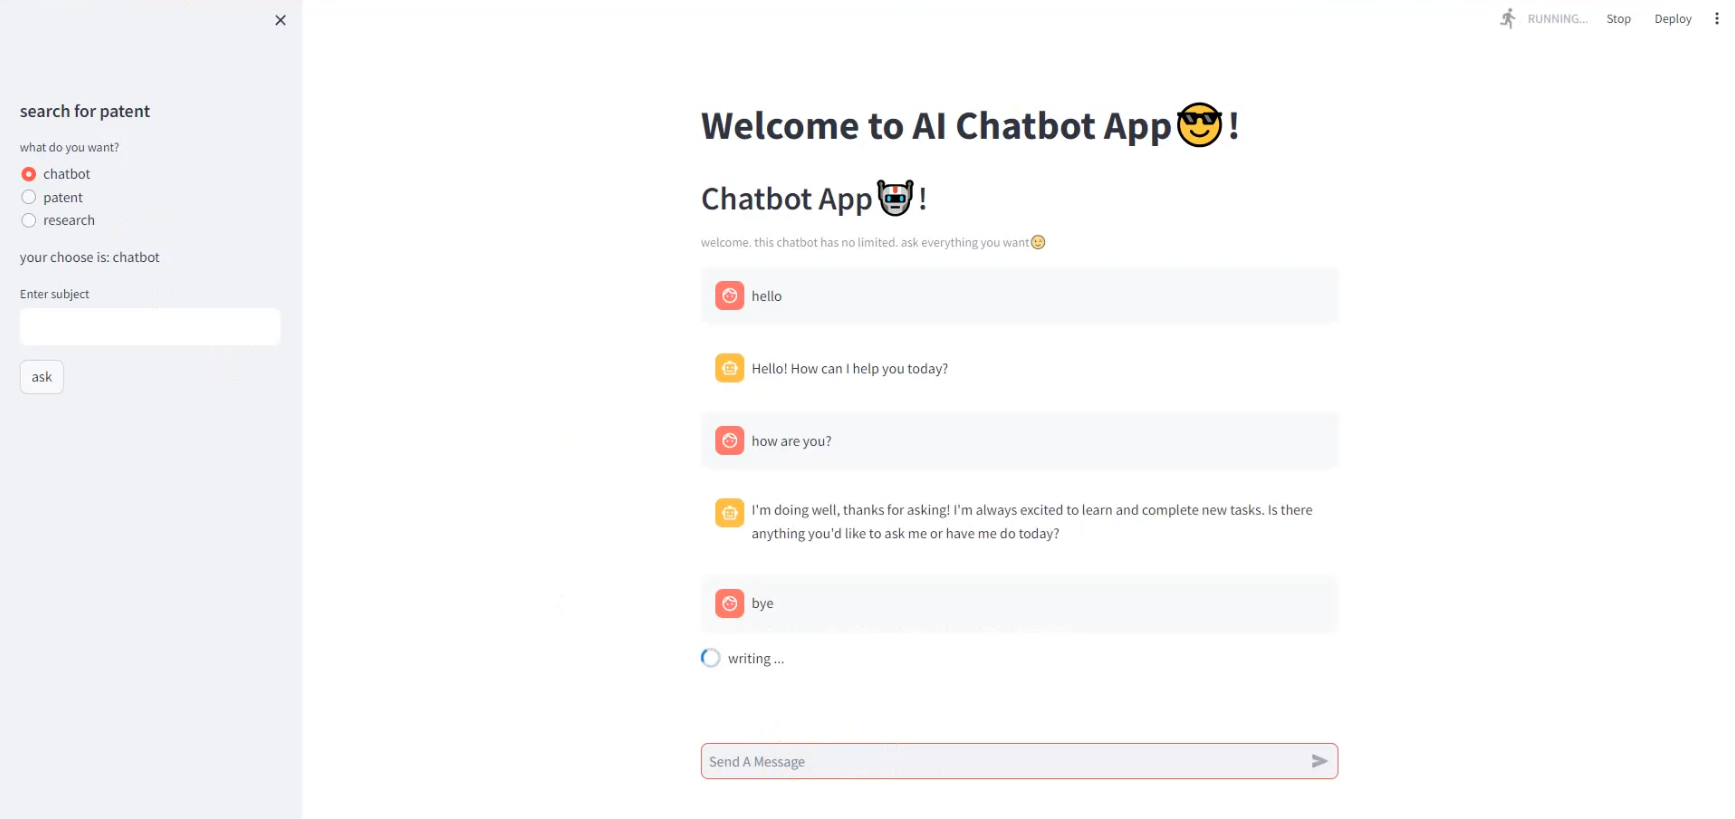 RUNNING... Stop Deploy
search for patent
what do you want?
chatbot
patent
research
your choose is: chatbot
Enter subject
ask
Welcome to AI Chatbot App😎!
Chatbot App🤖!
welcome. this chatbot has no limited. ask everything you want😉
hello
Hello! How can I help you today?
how are you?
I'm doing well, thanks for asking! I'm always excited to learn and complete new tasks. Is there
anything you'd like to ask me or have me do today?
bye
writing ...
Send A Message